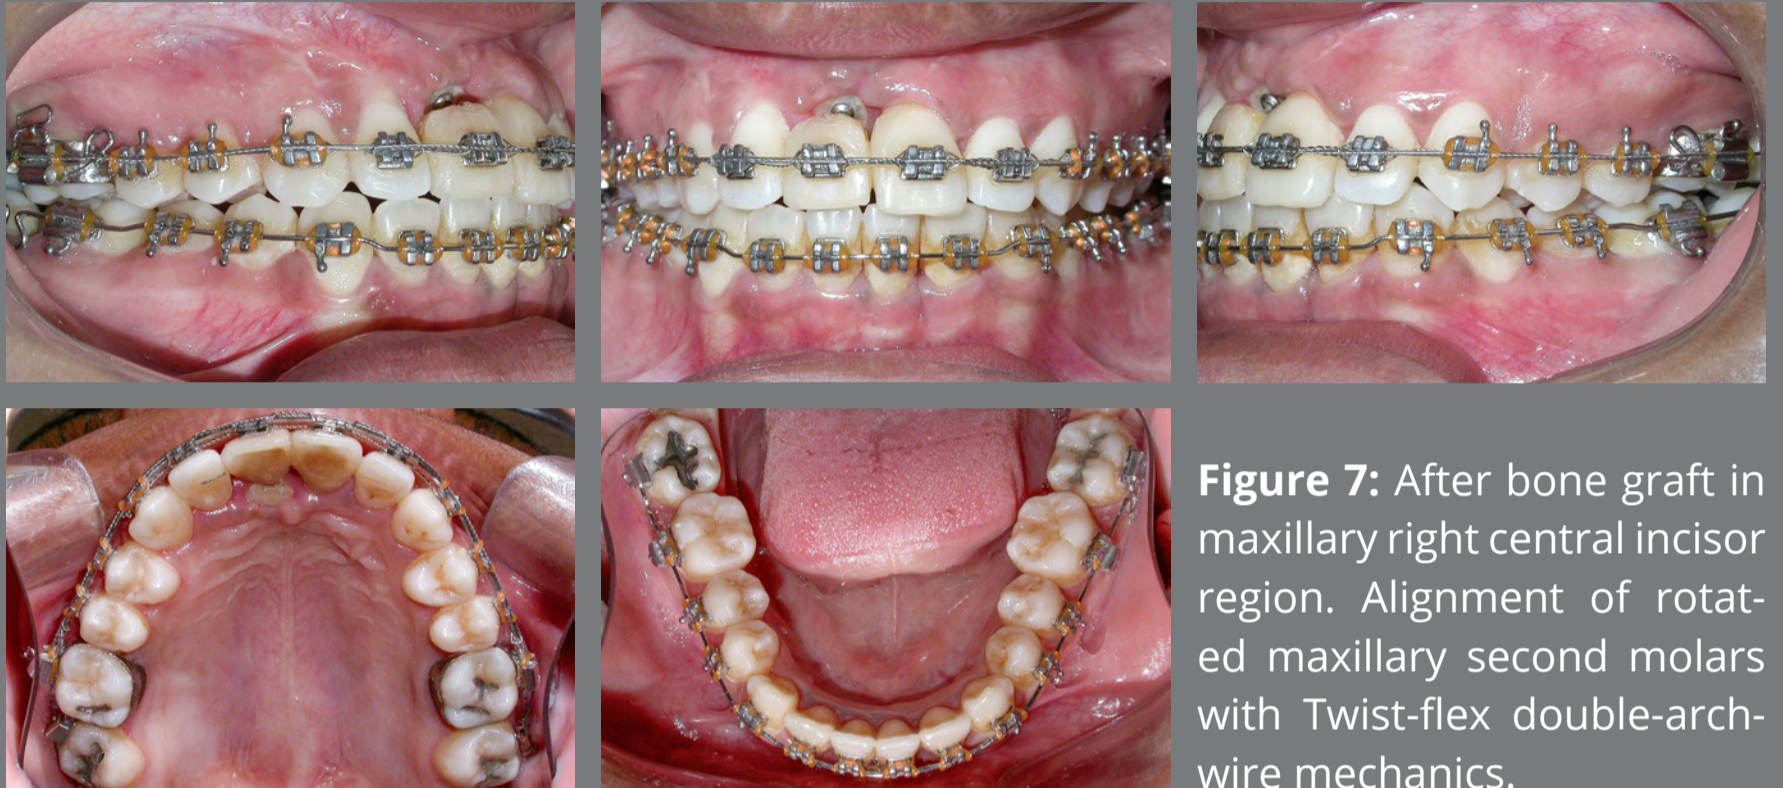 Figure 7: After bone graft in
maxillary right central incisor
region. Alignment of rotat-
ed maxillary second molars
with Twist-flex double-arch-
wire mechanics.